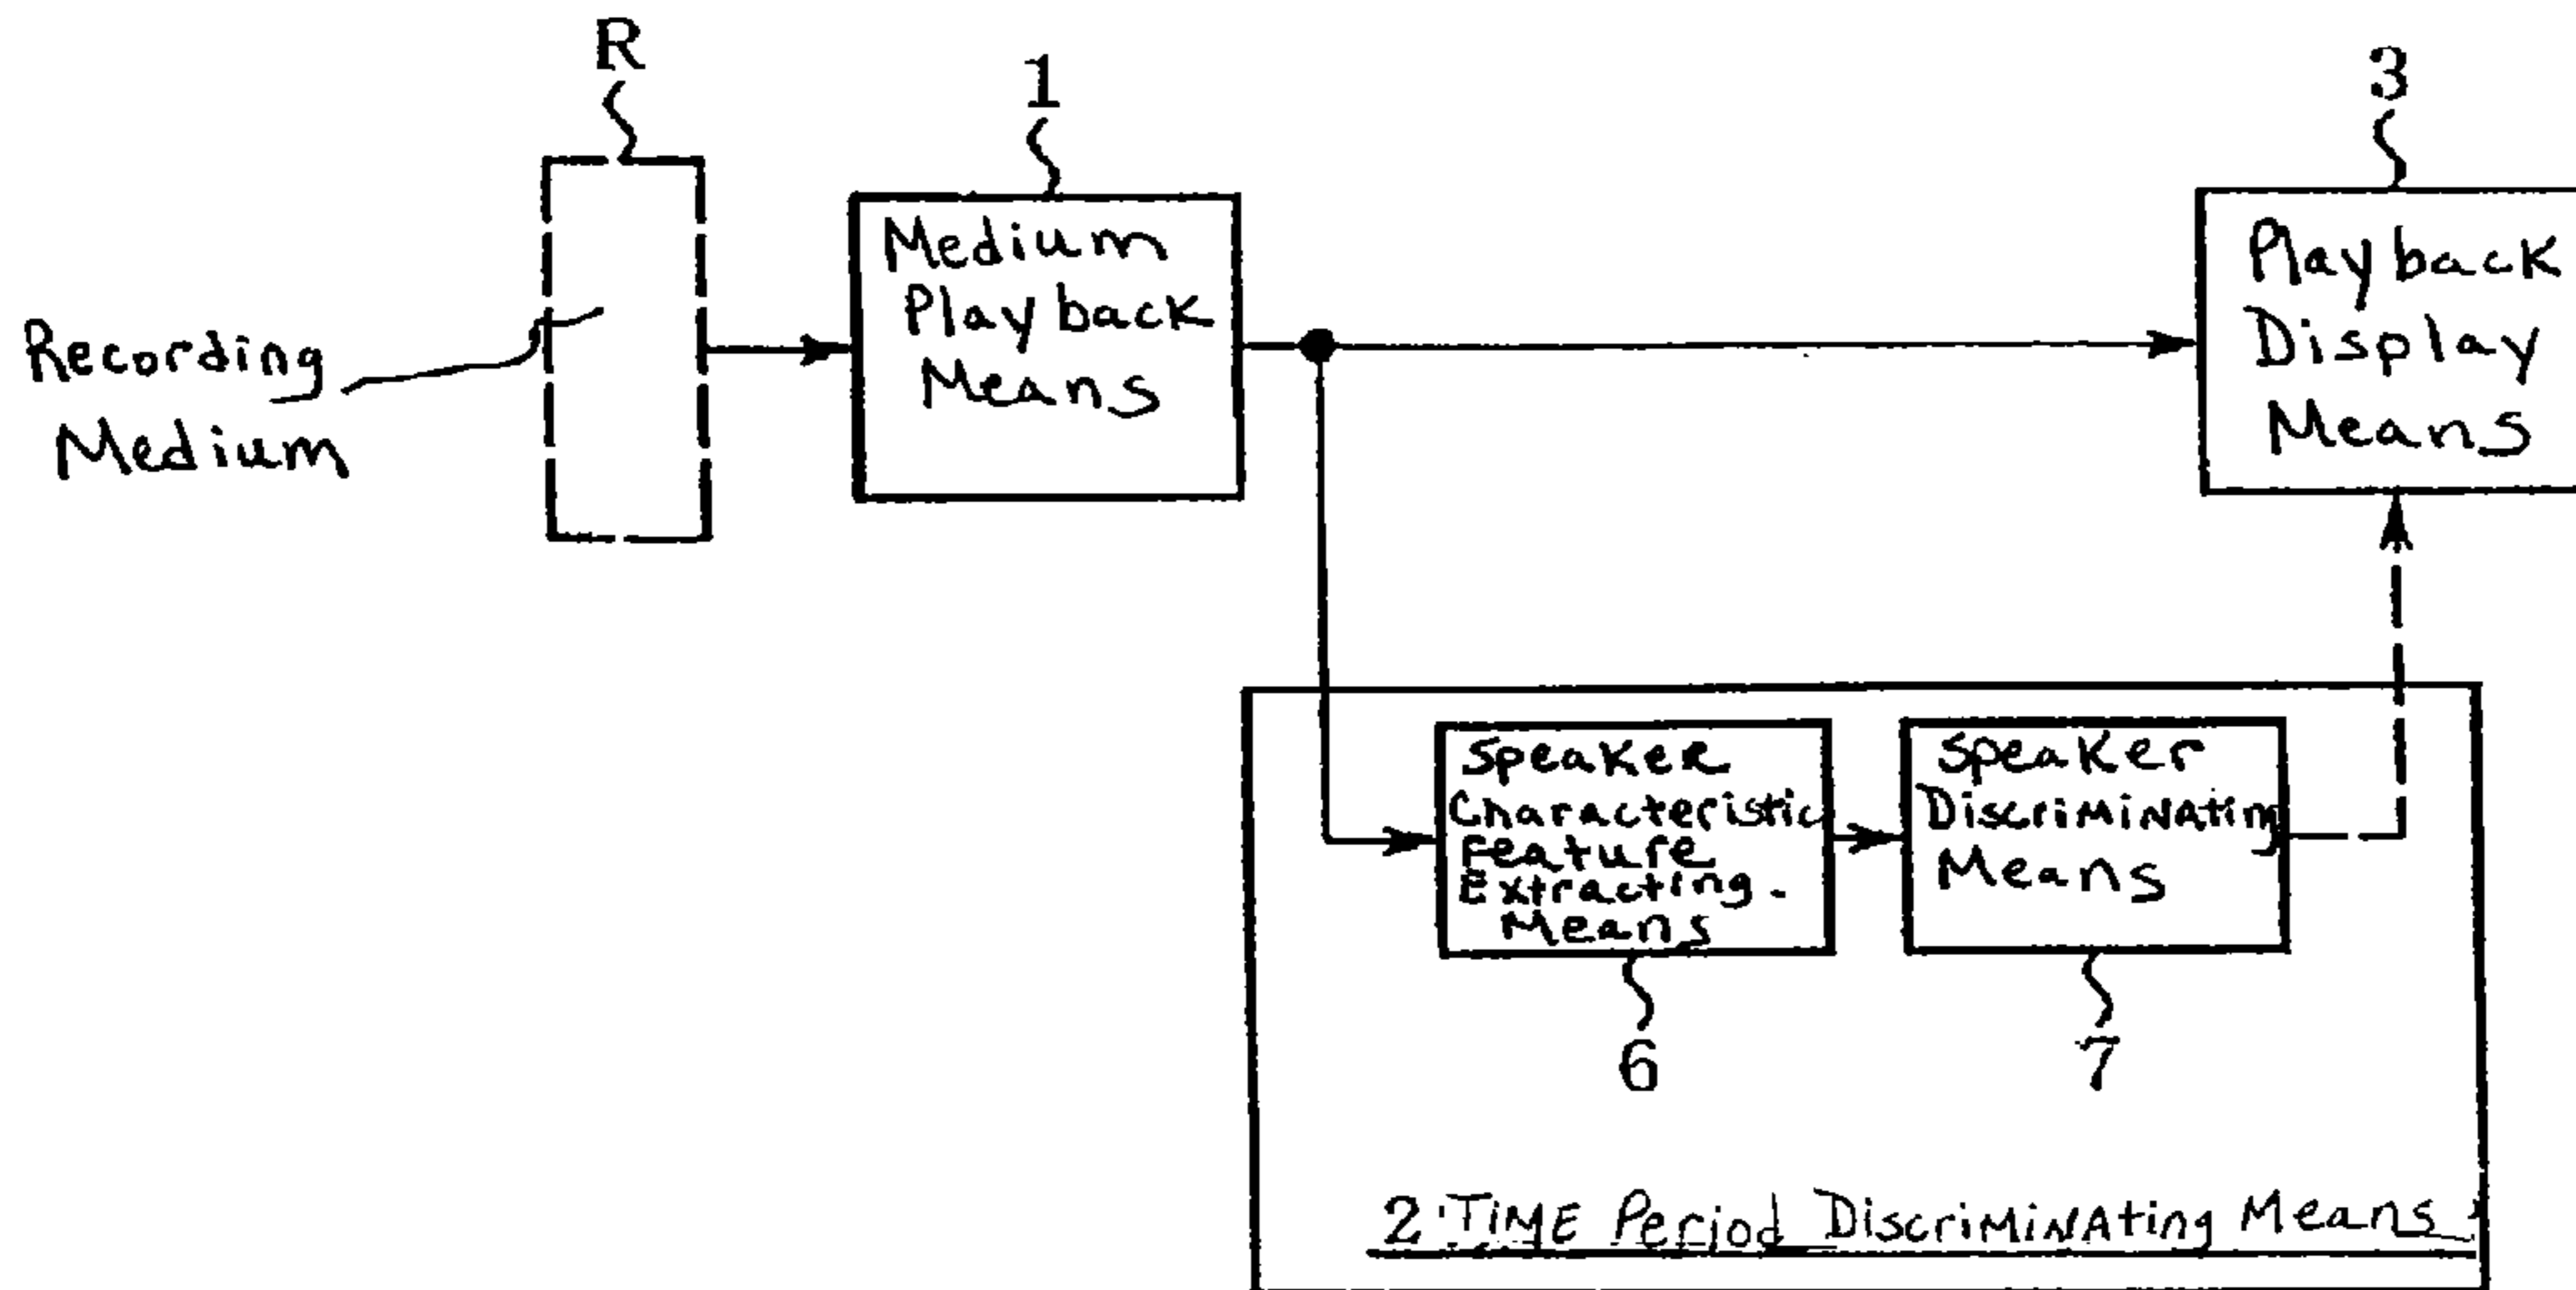 R
1
3
Recording
Medium
Medium
Playback
Means
Playback
Display
Means
Speaker
Characteristic
Feature
Extracting
Means
Speaker
Discriminating
Means
6
7
2 Time Period Discriminating Means